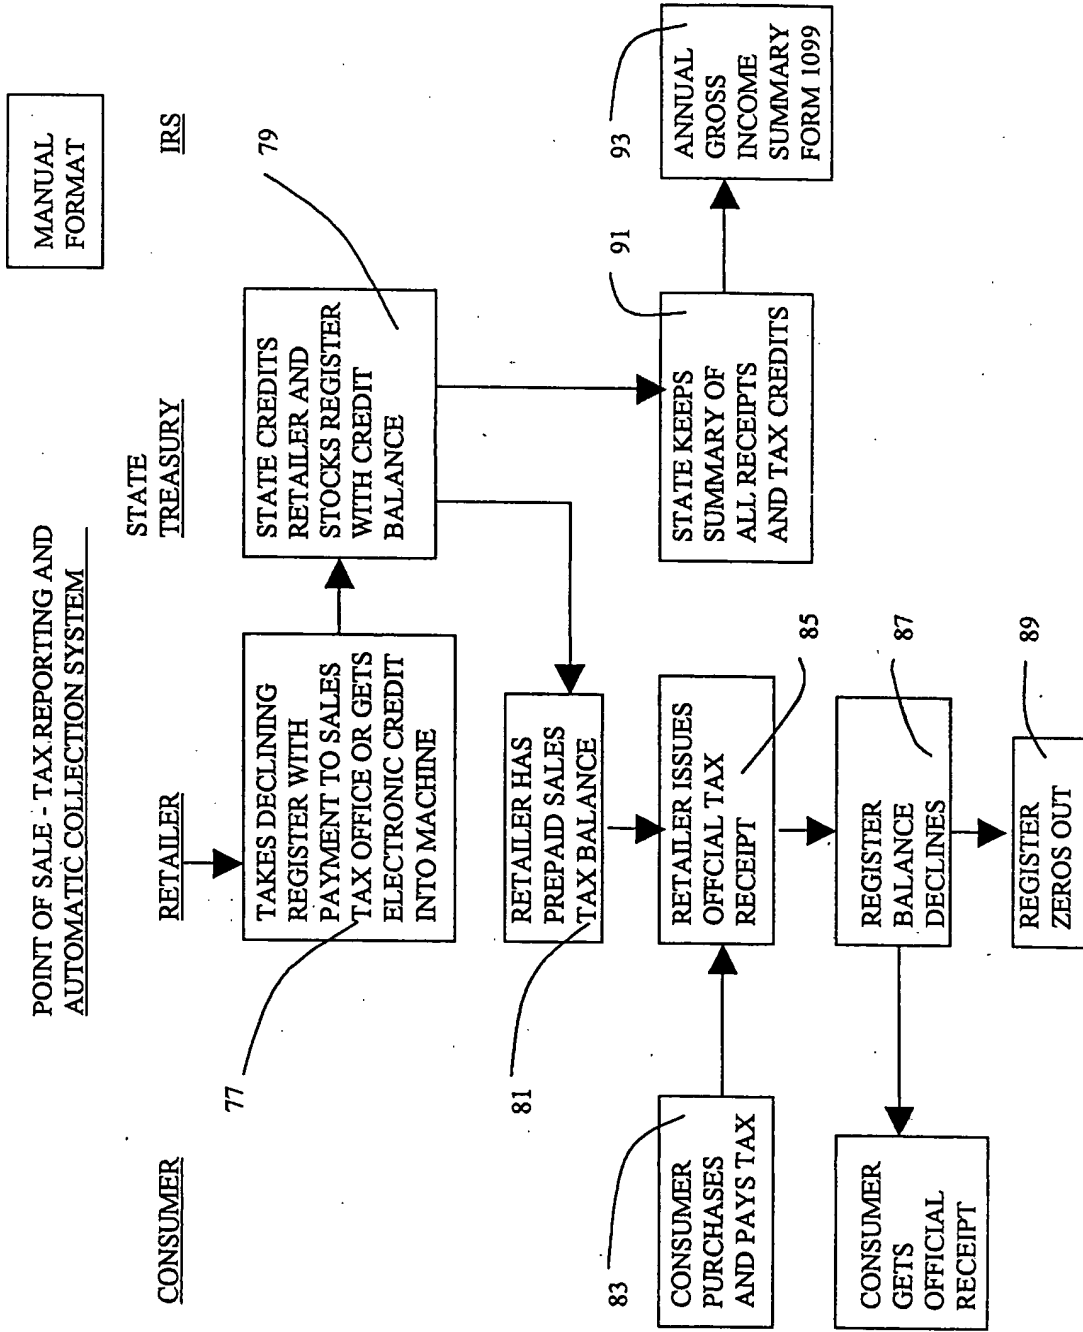 MANUAL
FORMAT
POINT OF SALE - TAX REPORTING AND
AUTOMATIC COLLECTION SYSTEM
CONSUMER
RETAILER
STATE
TREASURY
IRS
TAKES DECLINING
REGISTER WITH
PAYMENT TO SALES
TAX OFFICE OR GETS
ELECTRONIC CREDIT
INTO MACHINE
77
STATE CREDITS
RETAILER AND
STOCKS REGISTER
WITH CREDIT
BALANCE
79
RETAILER HAS
PREPAID SALES
TAX BALANCE
81
CONSUMER
PURCHASES
AND PAYS TAX
83
RETAILER ISSUES
OFFCIAL TAX
RECEIPT
85
STATE KEEPS
SUMMARY OF
ALL RECEIPTS
AND TAX CREDITS
91
ANNUAL
GROSS
INCOME
SUMMARY
FORM 1099
93
CONSUMER
GETS
OFFICIAL
RECEIPT
REGISTER
BALANCE
DECLINES
87
REGISTER
ZEROS OUT
89